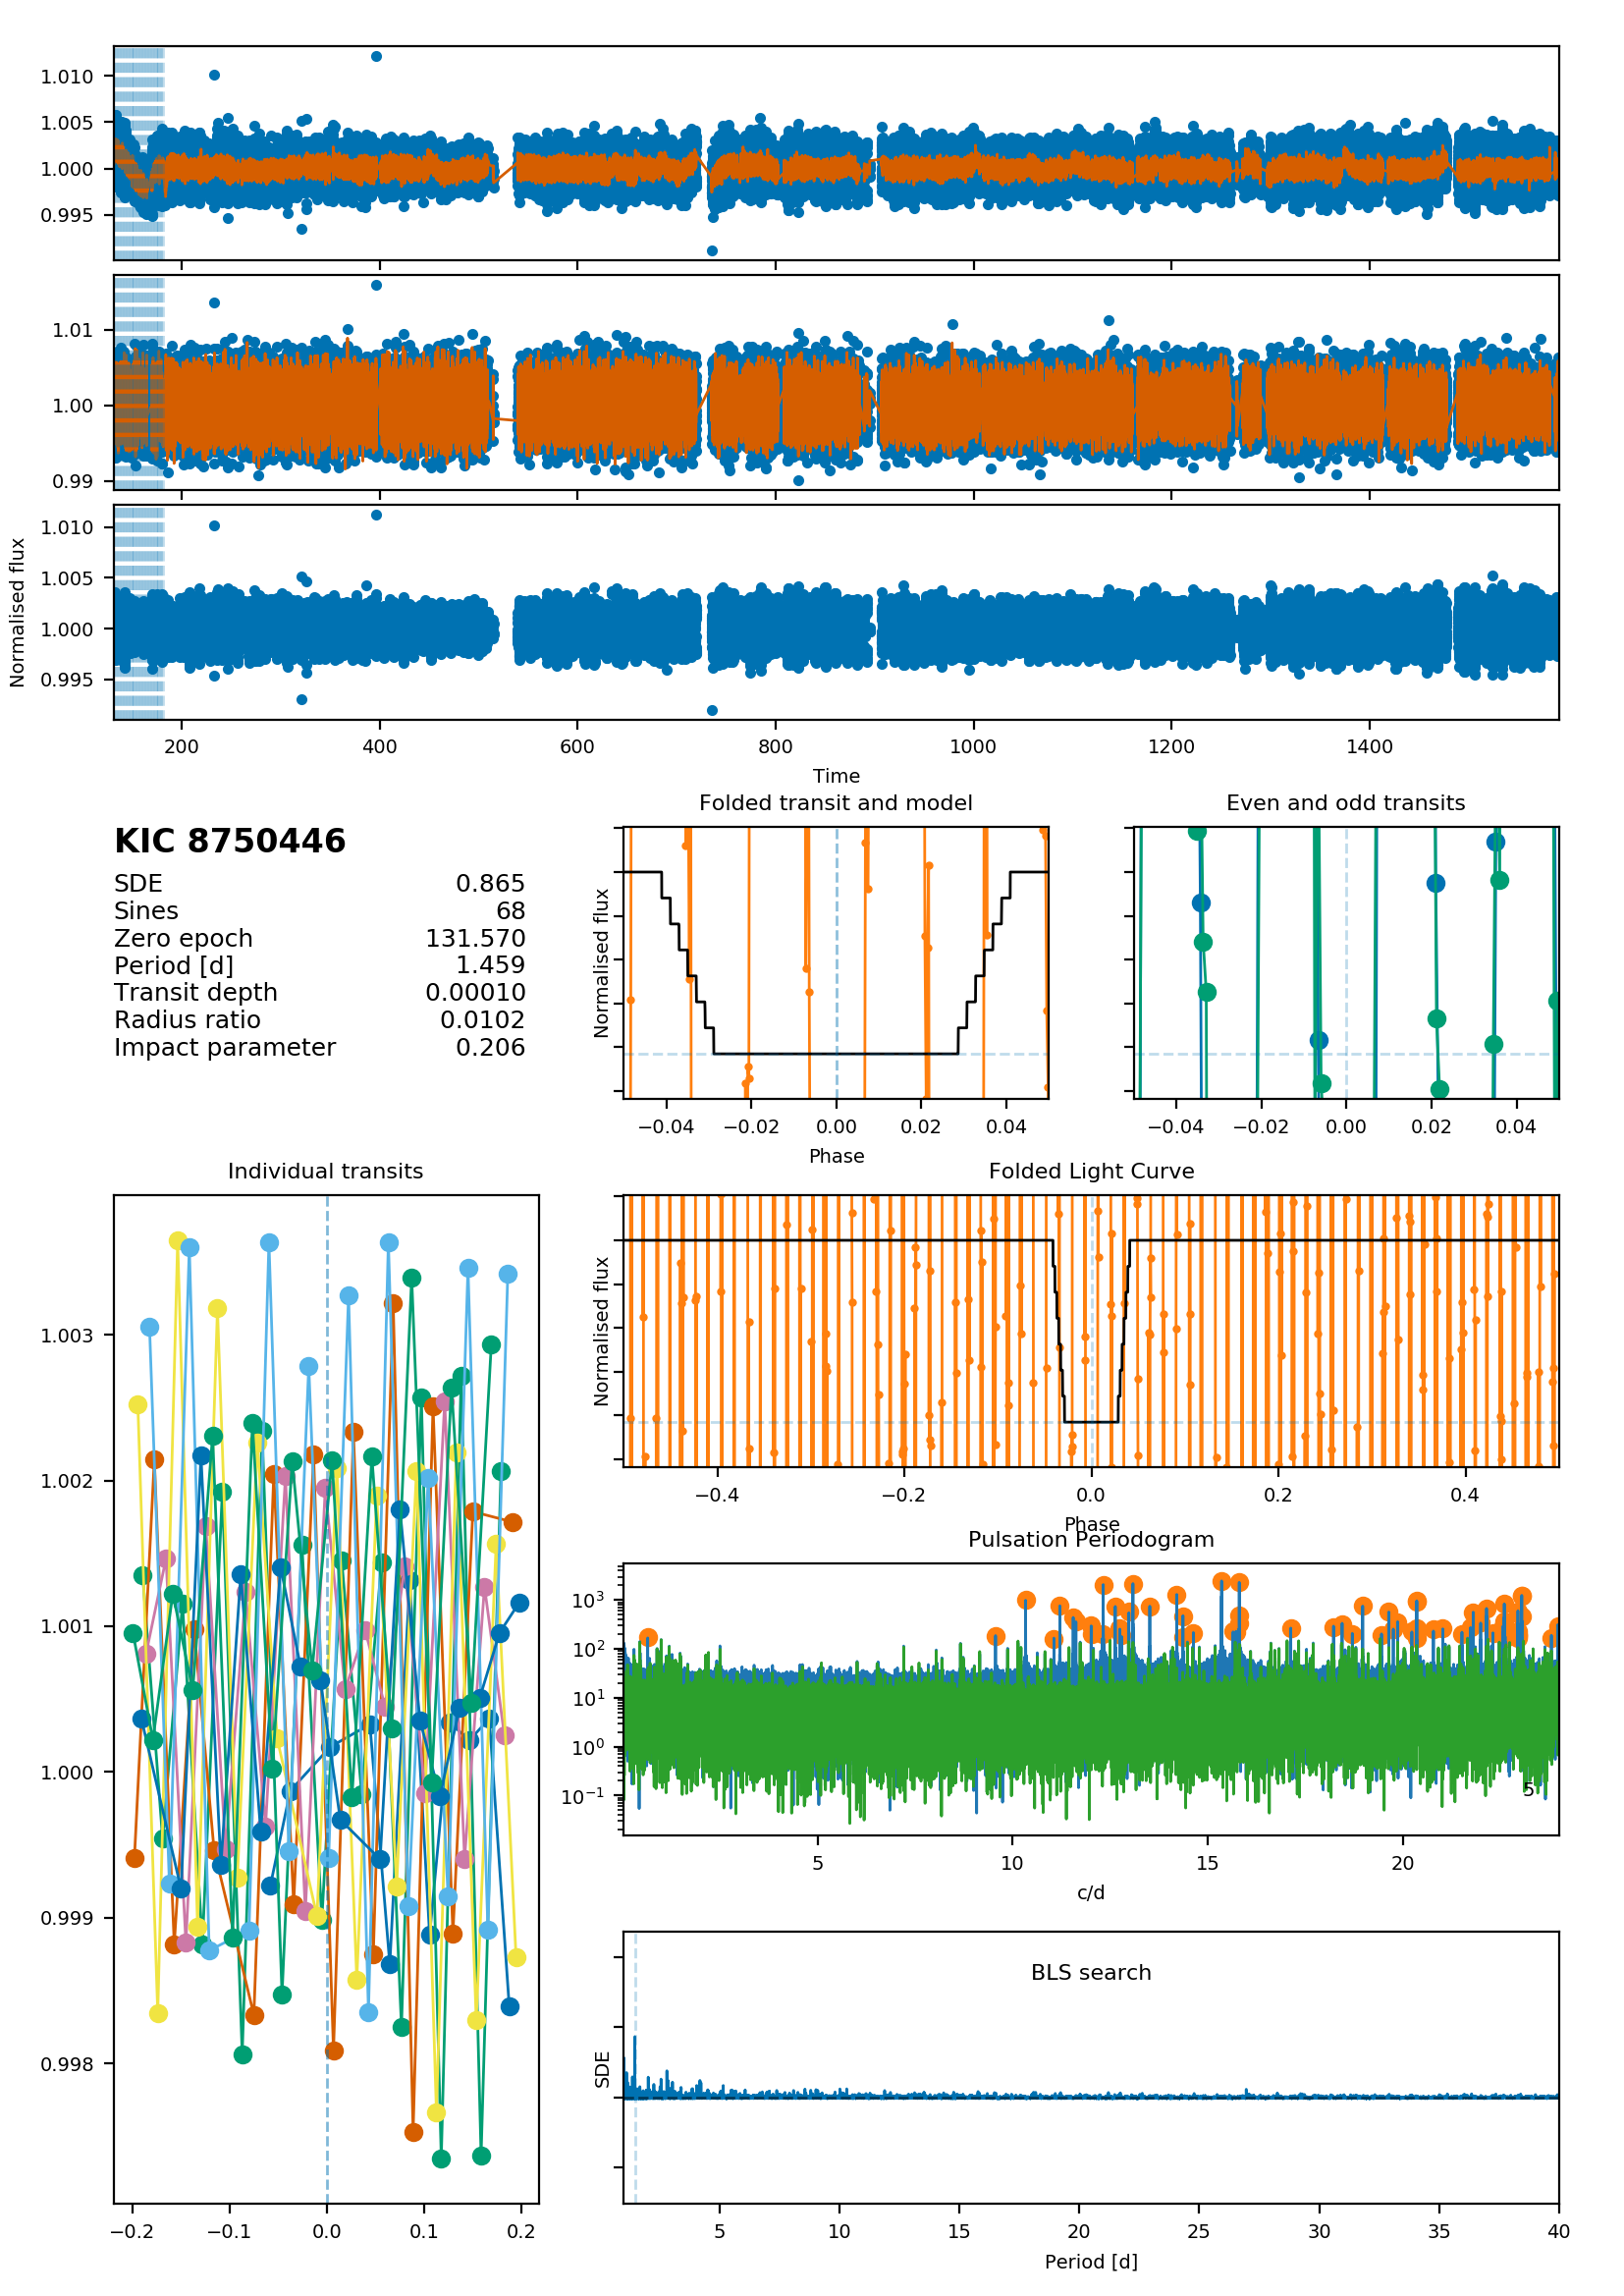 1.010
1.005
1.000
0.995
1.01
1.00
0.99
1.010
1.005
1.000
0.995
Normalised flux
200 400 600 800 1000 1200 1400
Time
KIC 8750446
SDE 0.865
Sines 68
Zero epoch 131.570
Period [d] 1.459
Transit depth 0.00010
Radius ratio 0.0102
Impact parameter 0.206
Folded transit and model
Normalised flux
−0.04 −0.02 0.00 0.02 0.04
Phase
Even and odd transits
−0.04 −0.02 0.00 0.02 0.04
Individual transits
1.003
1.002
1.001
1.000
0.999
0.998
−0.2 −0.1 0.0 0.1 0.2
Folded Light Curve
Normalised flux
−0.4 −0.2 0.0 0.2 0.4
Phase
Pulsation Periodogram
10³
10²
10¹
10⁰
10⁻¹
5
5 10 15 20
c/d
BLS search
SDE
5 10 15 20 25 30 35 40
Period [d]